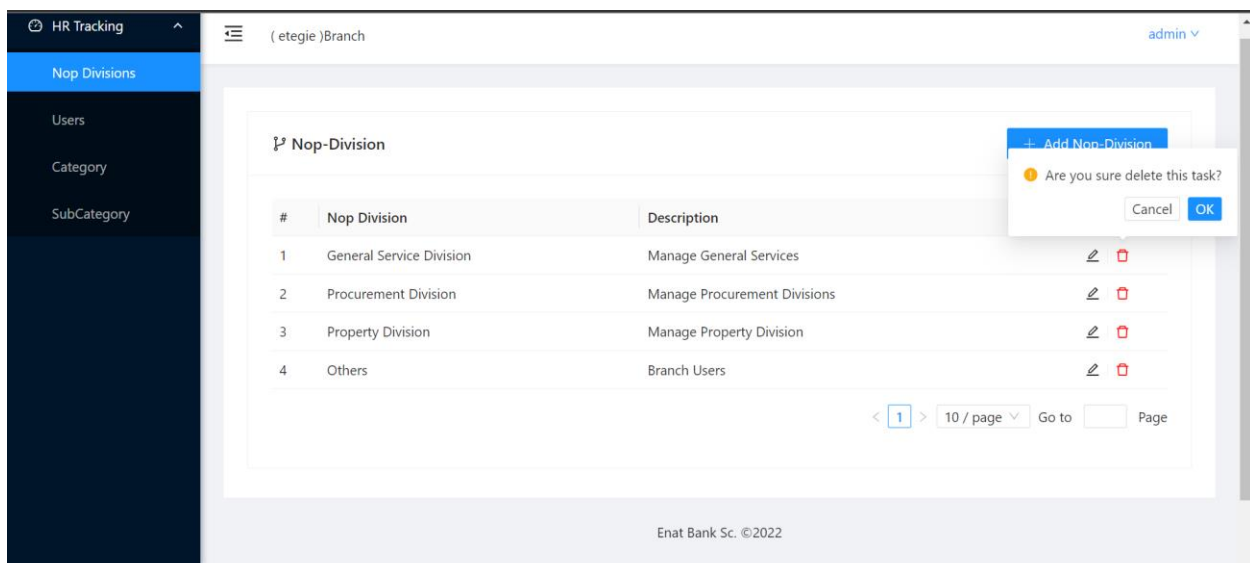 HR Tracking
( etegie )Branch
admin
Nop Divisions
Users
Category
SubCategory
Nop-Division
+ Add Nop-Division
Are you sure delete this task?
Cancel OK
# Nop Division Description
1 General Service Division Manage General Services
2 Procurement Division Manage Procurement Divisions
3 Property Division Manage Property Division
4 Others Branch Users
< 1 > 10 / page Go to Page
Enat Bank Sc. ©2022